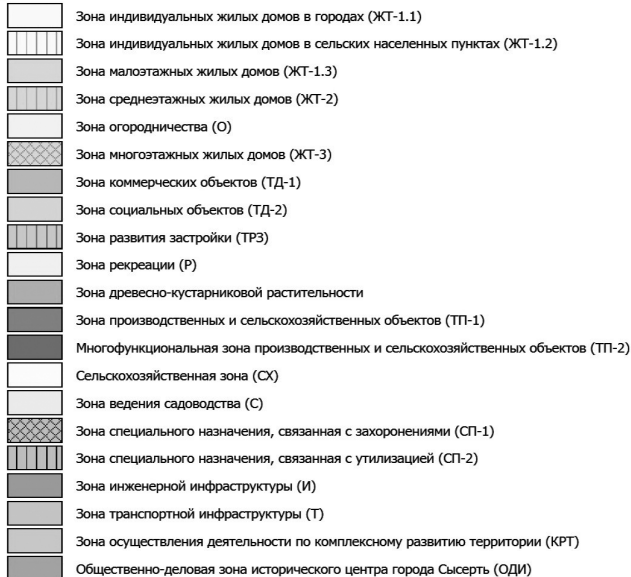 Зона индивидуальных жилых домов в городах (ЖТ-1.1)
Зона индивидуальных жилых домов в сельских населенных пунктах (ЖТ-1.2)
Зона малоэтажных жилых домов (ЖТ-1.3)
Зона среднеэтажных жилых домов (ЖТ-2)
Зона огородничества (О)
Зона многоэтажных жилых домов (ЖТ-3)
Зона коммерческих объектов (ТД-1)
Зона социальных объектов (ТД-2)
Зона развития застройки (ТРЗ)
Зона рекреации (Р)
Зона древесно-кустарниковой растительности
Зона производственных и сельскохозяйственных объектов (ТП-1)
Многофункциональная зона производственных и сельскохозяйственных объектов (ТП-2)
Сельскохозяйственная зона (СХ)
Зона ведения садоводства (С)
Зона специального назначения, связанная с захоронениями (СП-1)
Зона специального назначения, связанная с утилизацией (СП-2)
Зона инженерной инфраструктуры (И)
Зона транспортной инфраструктуры (Т)
Зона осуществления деятельности по комплексному развитию территории (КРТ)
Общественно-деловая зона исторического центра города Сысерть (ОДИ)